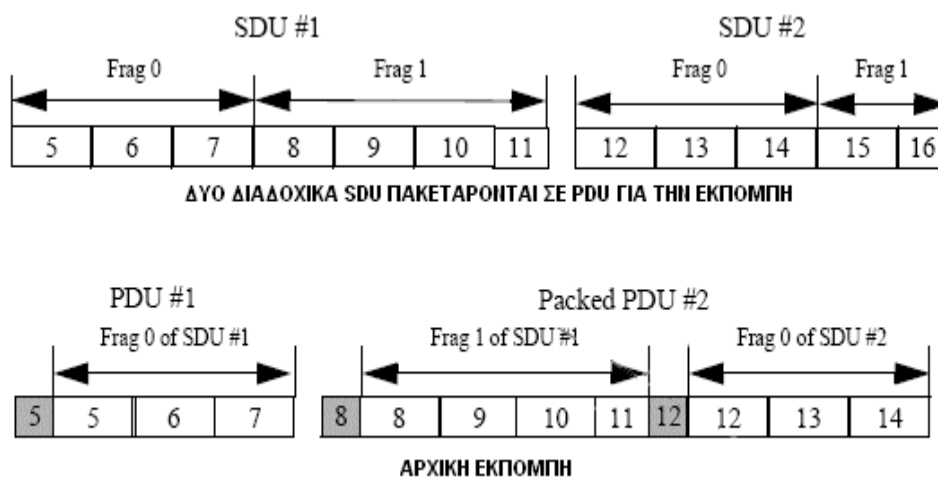 SDU #1 SDU #2
Frag 0 Frag 1 Frag 0 Frag 1
5 6 7 8 9 10 11 12 13 14 15 16
ΔΥΟ ΔΙΑΔΟΧΙΚΑ SDU ΠΑΚΕΤΑΡΟΝΤΑΙ ΣΕ PDU ΓΙΑ ΤΗΝ ΕΚΠΟΜΠΗ
PDU #1 Packed PDU #2
Frag 0 of SDU #1 Frag 1 of SDU #1 Frag 0 of SDU #2
5 5 6 7 8 8 9 10 11 12 12 13 14
ΑΡΧΙΚΗ ΕΚΠΟΜΠΗ